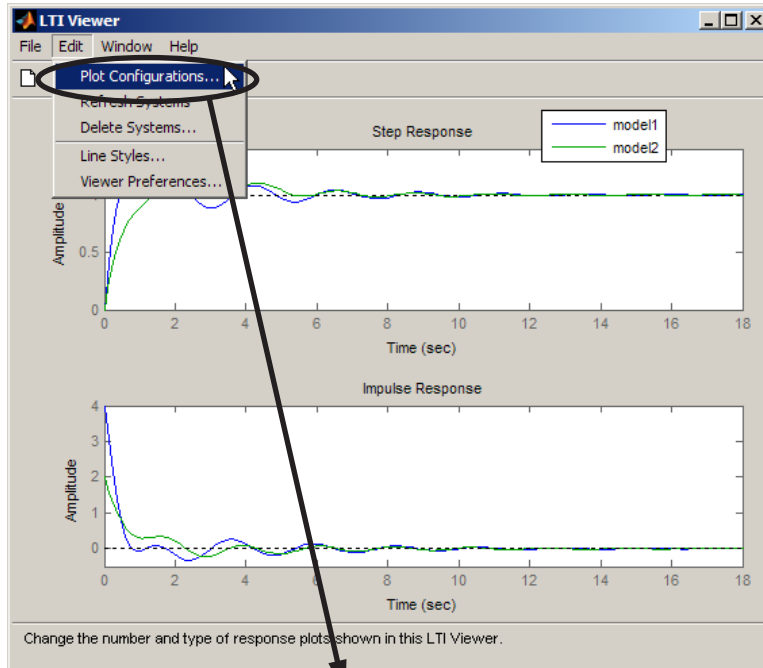 LTI Viewer
File Edit Window Help
Plot Configurations...
Refresh Systems
Delete Systems...
Line Styles...
Viewer Preferences...
Step Response
model1
model2
Amplitude
0.5
0
0 2 4 6 8 10 12 14 16 18
Time (sec)
Impulse Response
Amplitude
4
3
2
1
0
0 2 4 6 8 10 12 14 16 18
Time (sec)
Change the number and type of response plots shown in this LTI Viewer.